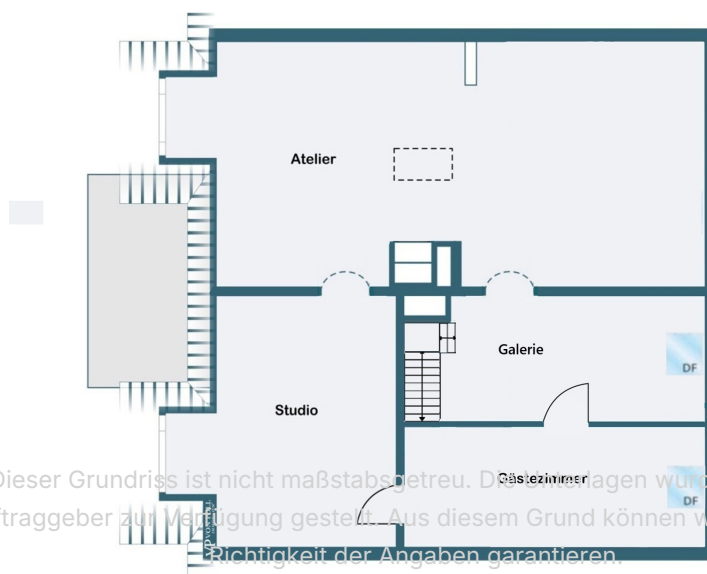 Atelier
Galerie
DF
Studio
Dieser Grundriss ist nicht maßstabsgetreu. Die Unterlagen wurd
Gästezimmer
DF
ftraggeber zur Verfügung gestellt. Aus diesem Grund können w
Richtigkeit der Angaben garantieren.